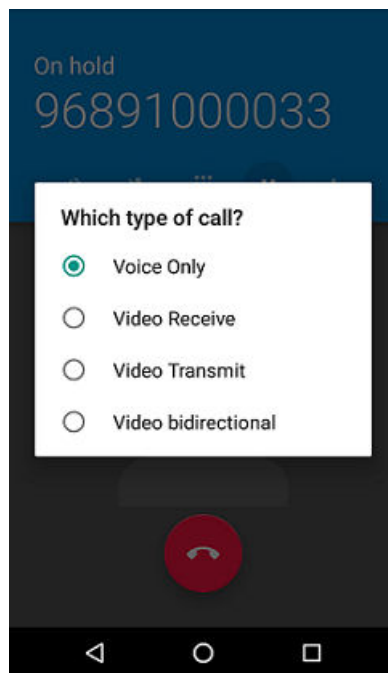 On hold
96891000033
Which type of call?
Voice Only
Video Receive
Video Transmit
Video bidirectional